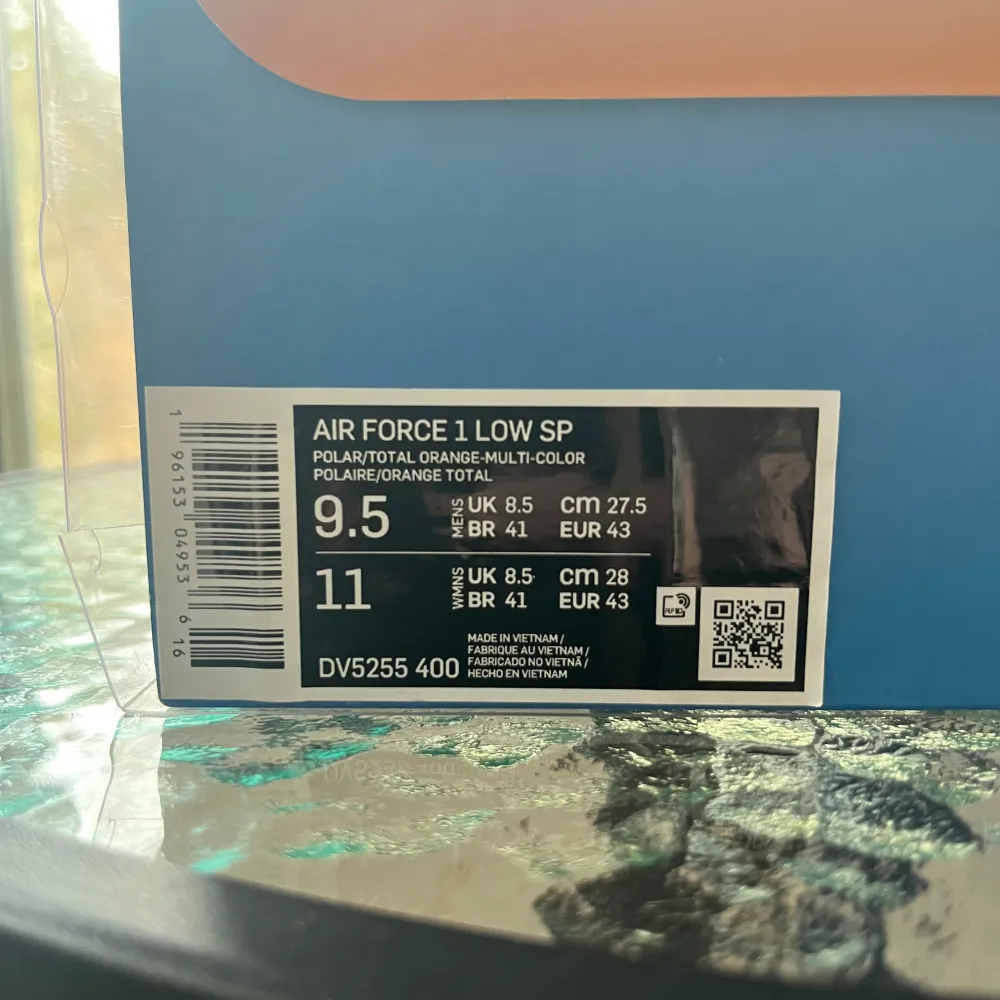 1 96153 04953 6 16
AIR FORCE 1 LOW SP
POLAR/TOTAL ORANGE-MULTI-COLOR
POLAIRE/ORANGE TOTAL
9.5 MENS UK 8.5 CM 27.5
BR 41 EUR 43
11 WMNS UK 8.5 CM 28
BR 41 EUR 43
RFID
DV5255 400
MADE IN VIETNAM /
FABRIQUE AU VIETNAM /
FABRICADO NO VIETNÃ /
HECHO EN VIETNAM